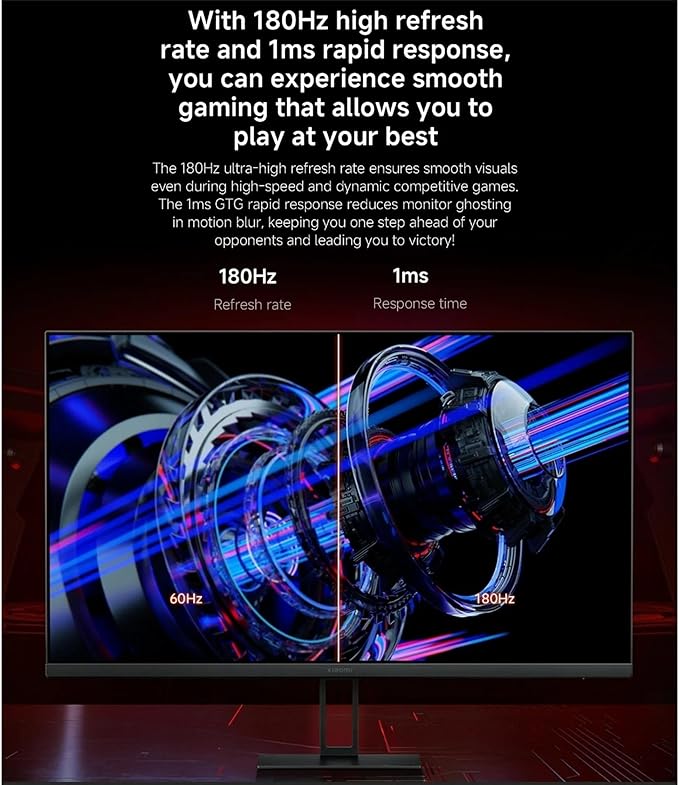 With 180Hz high refresh
rate and 1ms rapid response,
you can experience smooth
gaming that allows you to
play at your best
The 180Hz ultra-high refresh rate ensures smooth visuals
even during high-speed and dynamic competitive games.
The 1ms GTG rapid response reduces monitor ghosting
in motion blur, keeping you one step ahead of your
opponents and leading you to victory!
180Hz
Refresh rate
1ms
Response time
60Hz
180Hz
xiaomi